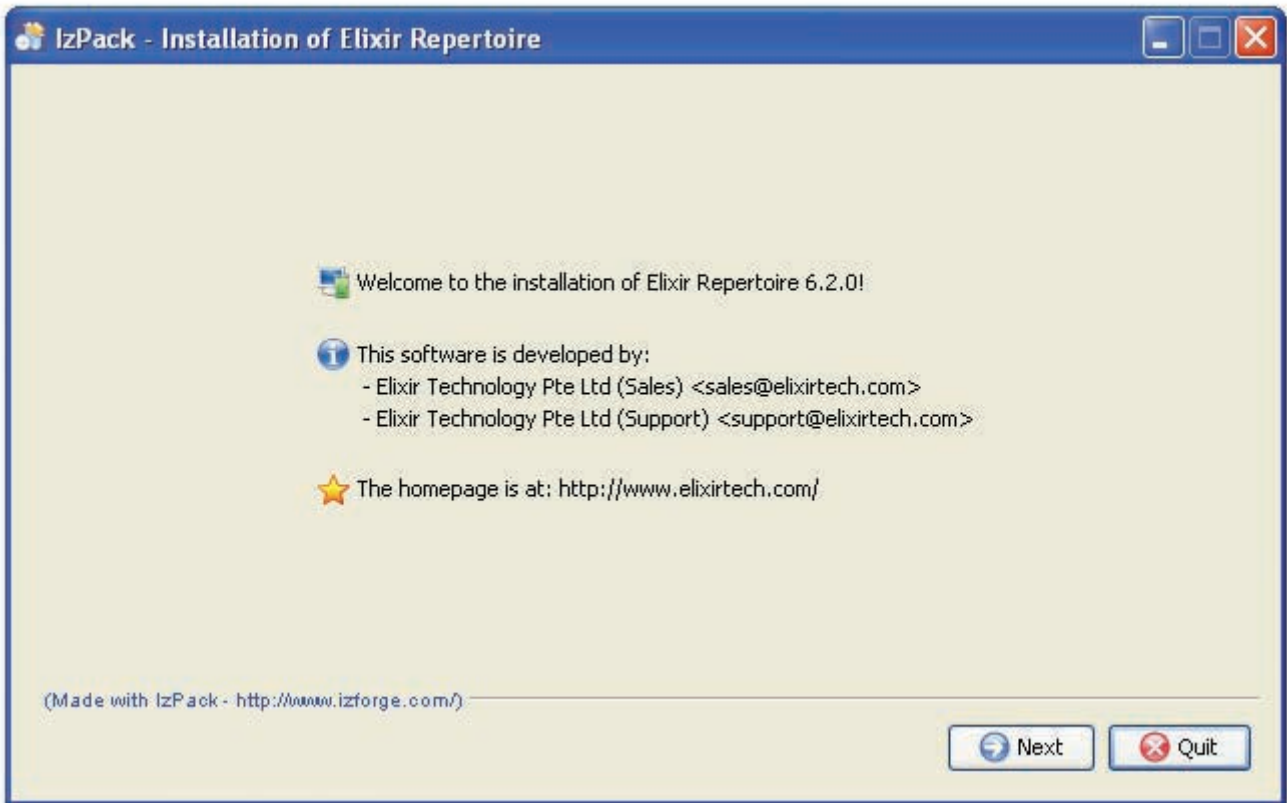 IzPack - Installation of Elixir Repertoire
Welcome to the installation of Elixir Repertoire 6.2.0!
This software is developed by:
- Elixir Technology Pte Ltd (Sales) <sales@elixirtech.com>
- Elixir Technology Pte Ltd (Support) <support@elixirtech.com>
The homepage is at: http://www.elixirtech.com/
(Made with IzPack - http://www.izforge.com/)
Next
Quit